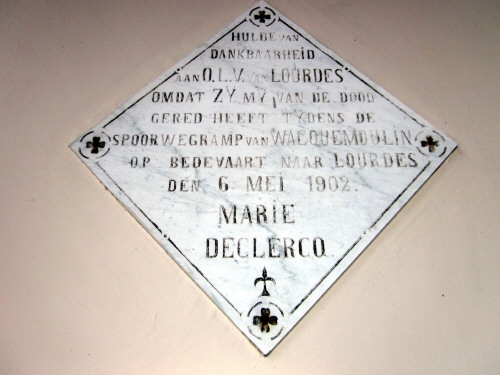 HULDE VAN
DANKBAARHEID
AAN O.L.V. VAN LOURDES
OMDAT ZY MY VAN DE DOOD
GERED HEEFT TYDENS DE
SPOORWEGRAMP VAN WACQUEMOULIN
OP BEDEVAART NAAR LOURDES
DEN 6 MEI 1902.
MARIE
DECLERCQ